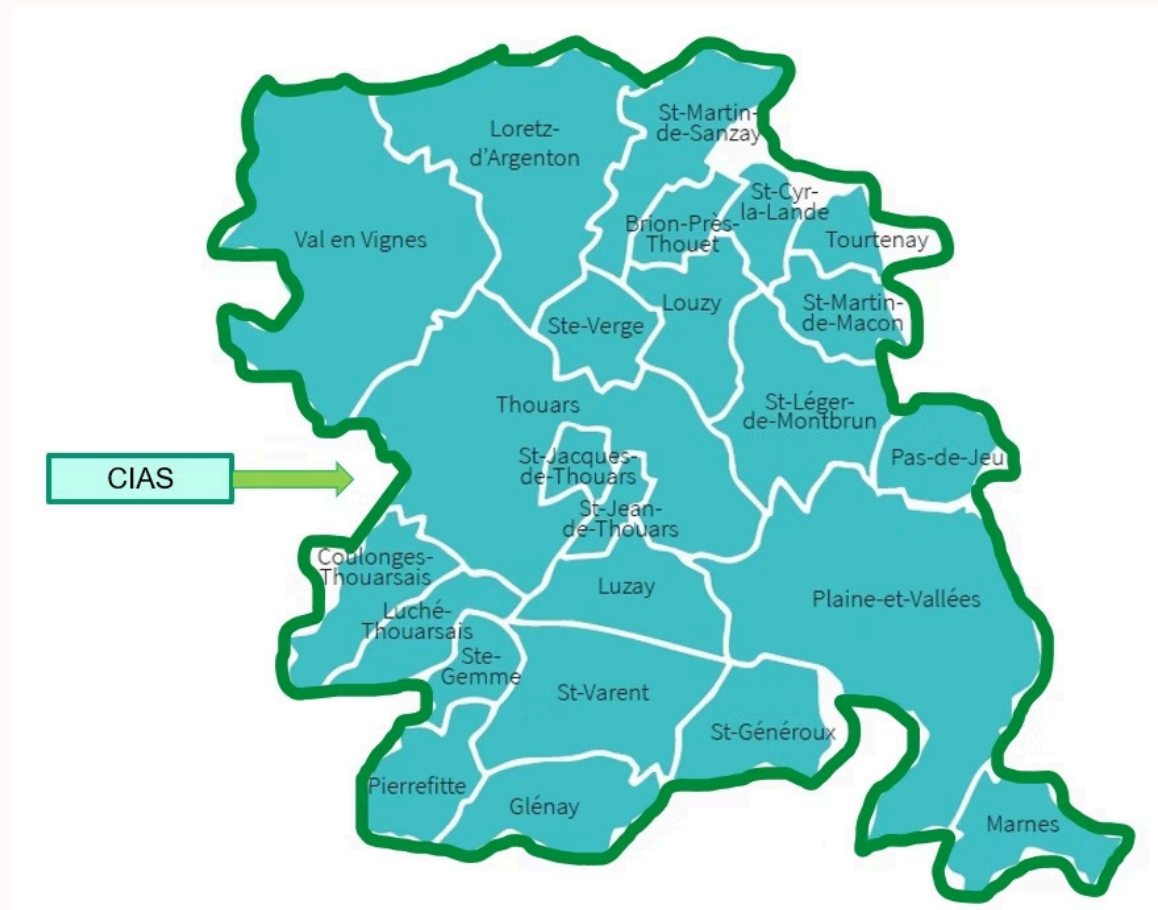 St-Martin-
de-Sanzay
Loretz-
d'Argenton
St-Cyr-
la-Lande
Brion-Près-
Thouet
Val en Vignes
Tourtenay
Louzy
St-Martin-
de-Macon
Ste-Verge
Thouars
St-Léger-
de-Montbrun
St-Jacques-
de-Thouars
Pas-de-Jeu
CIAS
St-Jean-
de-Thouars
Coulonges-
Thouarsais
Luzay
Plaine-et-Vallées
Luché-
Thouarsais
Ste-
Gemme
St-Varent
St-Généroux
Pierrefitte
Glénay
Marnes